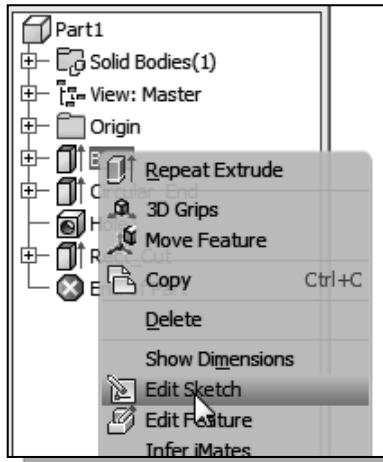 Part1
Solid Bodies(1)
View: Master
Origin
Repeat Extrude
3D Grips
Move Feature
Copy Ctrl+C
Delete
Show Dimensions
Edit Sketch
Edit Feature
Infer iMates